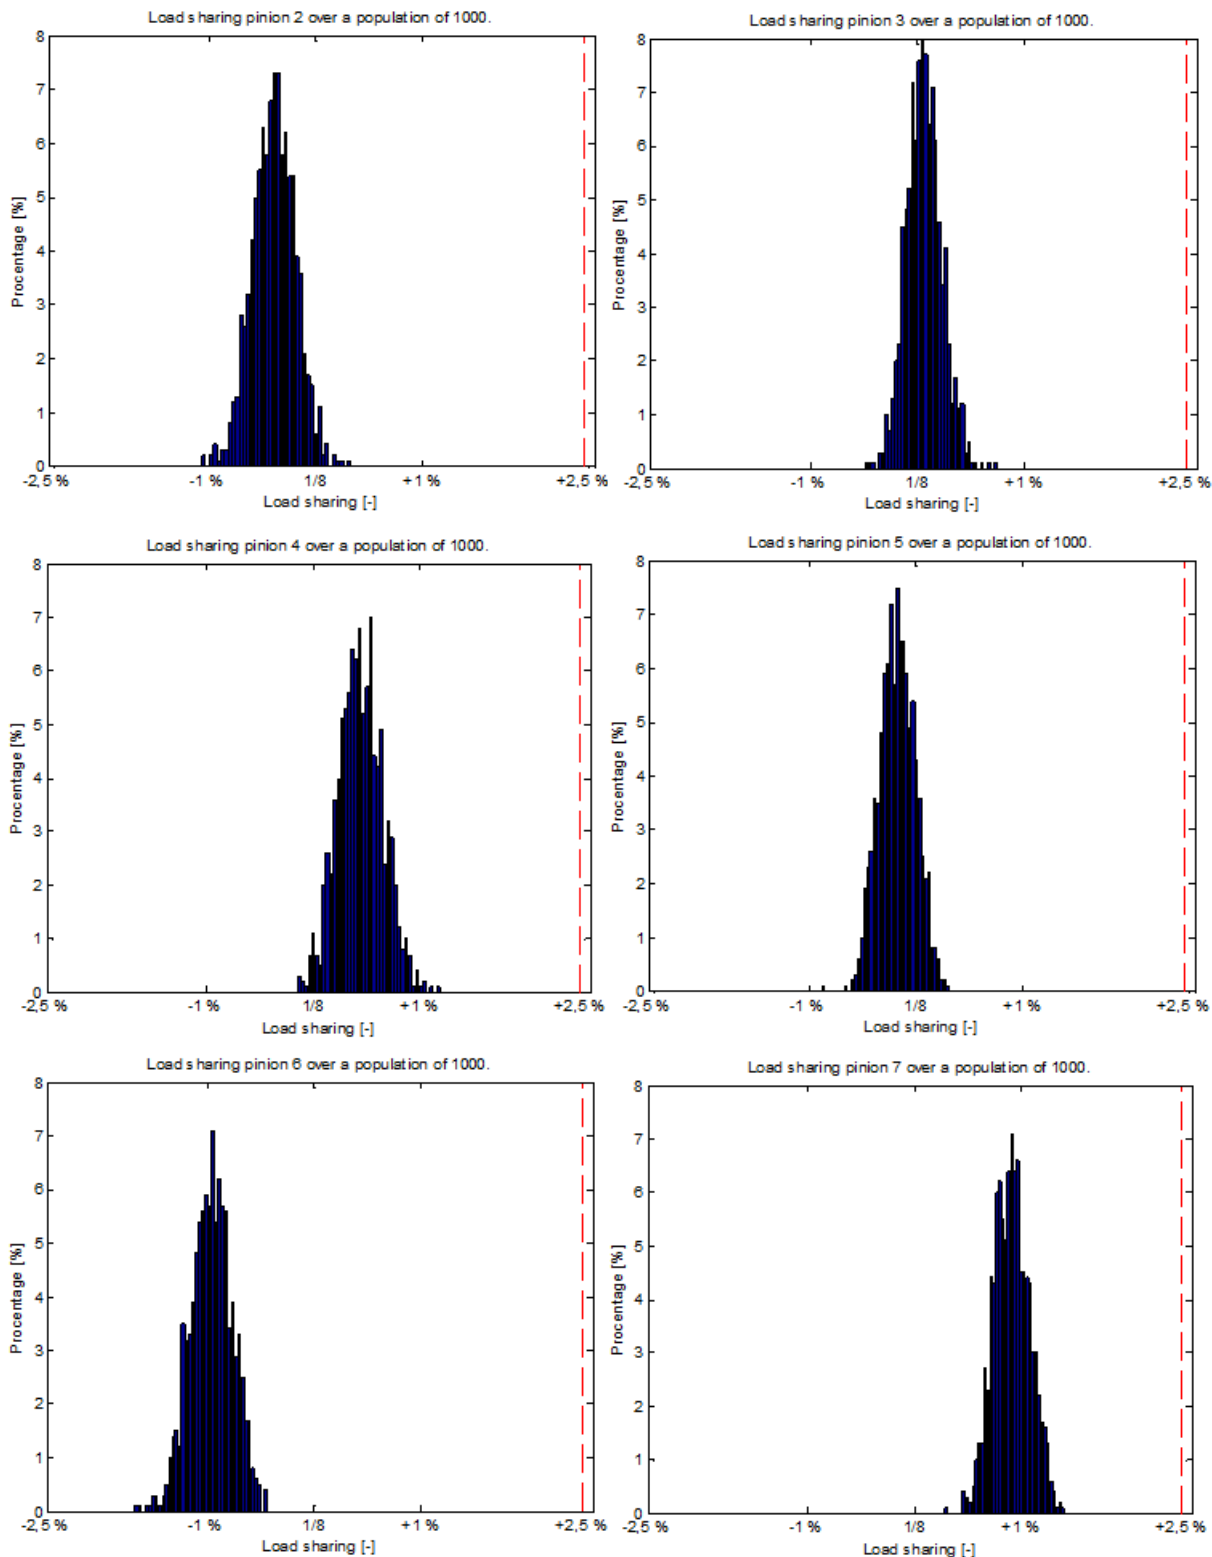 Load sharing pinion 2 over a population of 1000.
8
7
6
5
4
3
2
1
0
Procentage [%]
-2,5 % -1 % 1/8 +1 % +2,5 %
Load sharing [-]
Load sharing pinion 3 over a population of 1000.
8
7
6
5
4
3
2
1
0
Procentage [%]
-2,5 % -1 % 1/8 +1 % +2,5 %
Load sharing [-]
Load sharing pinion 4 over a population of 1000.
8
7
6
5
4
3
2
1
0
Procentage [%]
-2,5 % -1 % 1/8 +1 % +2,5 %
Load sharing [-]
Load sharing pinion 5 over a population of 1000.
8
7
6
5
4
3
2
1
0
Procentage [%]
-2,5 % -1 % 1/8 +1 % +2,5 %
Load sharing [-]
Load sharing pinion 6 over a population of 1000.
8
7
6
5
4
3
2
1
0
Procentage [%]
-2,5 % -1 % 1/8 +1 % +2,5 %
Load sharing [-]
Load sharing pinion 7 over a population of 1000.
8
7
6
5
4
3
2
1
0
Procentage [%]
-2,5 % -1 % 1/8 +1 % +2,5 %
Load sharing [-]